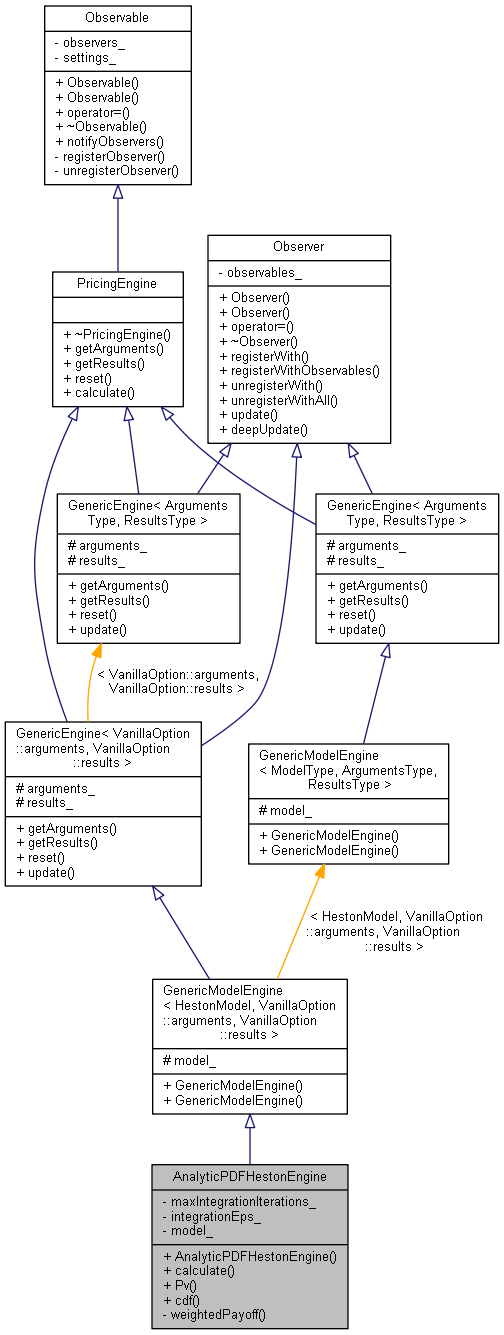 Observable
- observers_
- settings_
+ Observable()
+ Observable()
+ operator=()
+ ~Observable()
+ notifyObservers()
- registerObserver()
- unregisterObserver()
Observer
- observables_
+ Observer()
+ Observer()
+ operator=()
+ ~Observer()
+ registerWith()
+ registerWithObservables()
+ unregisterWith()
+ unregisterWithAll()
+ update()
+ deepUpdate()
PricingEngine
+ ~PricingEngine()
+ getArguments()
+ getResults()
+ reset()
+ calculate()
GenericEngine< Arguments
Type, ResultsType >
# arguments_
# results_
+ getArguments()
+ getResults()
+ reset()
+ update()
GenericEngine< Arguments
Type, ResultsType >
# arguments_
# results_
+ getArguments()
+ getResults()
+ reset()
+ update()
< VanillaOption::arguments,
VanillaOption::results >
GenericEngine< VanillaOption
::arguments, VanillaOption
::results >
# arguments_
# results_
+ getArguments()
+ getResults()
+ reset()
+ update()
GenericModelEngine
< ModelType, ArgumentsType,
ResultsType >
# model_
+ GenericModelEngine()
+ GenericModelEngine()
< HestonModel, VanillaOption
::arguments, VanillaOption
::results >
GenericModelEngine
< HestonModel, VanillaOption
::arguments, VanillaOption
::results >
# model_
+ GenericModelEngine()
+ GenericModelEngine()
AnalyticPDFHestonEngine
- maxIntegrationIterations_
- integrationEps_
- model_
+ AnalyticPDFHestonEngine()
+ calculate()
+ Pv()
+ cdf()
- weightedPayoff()